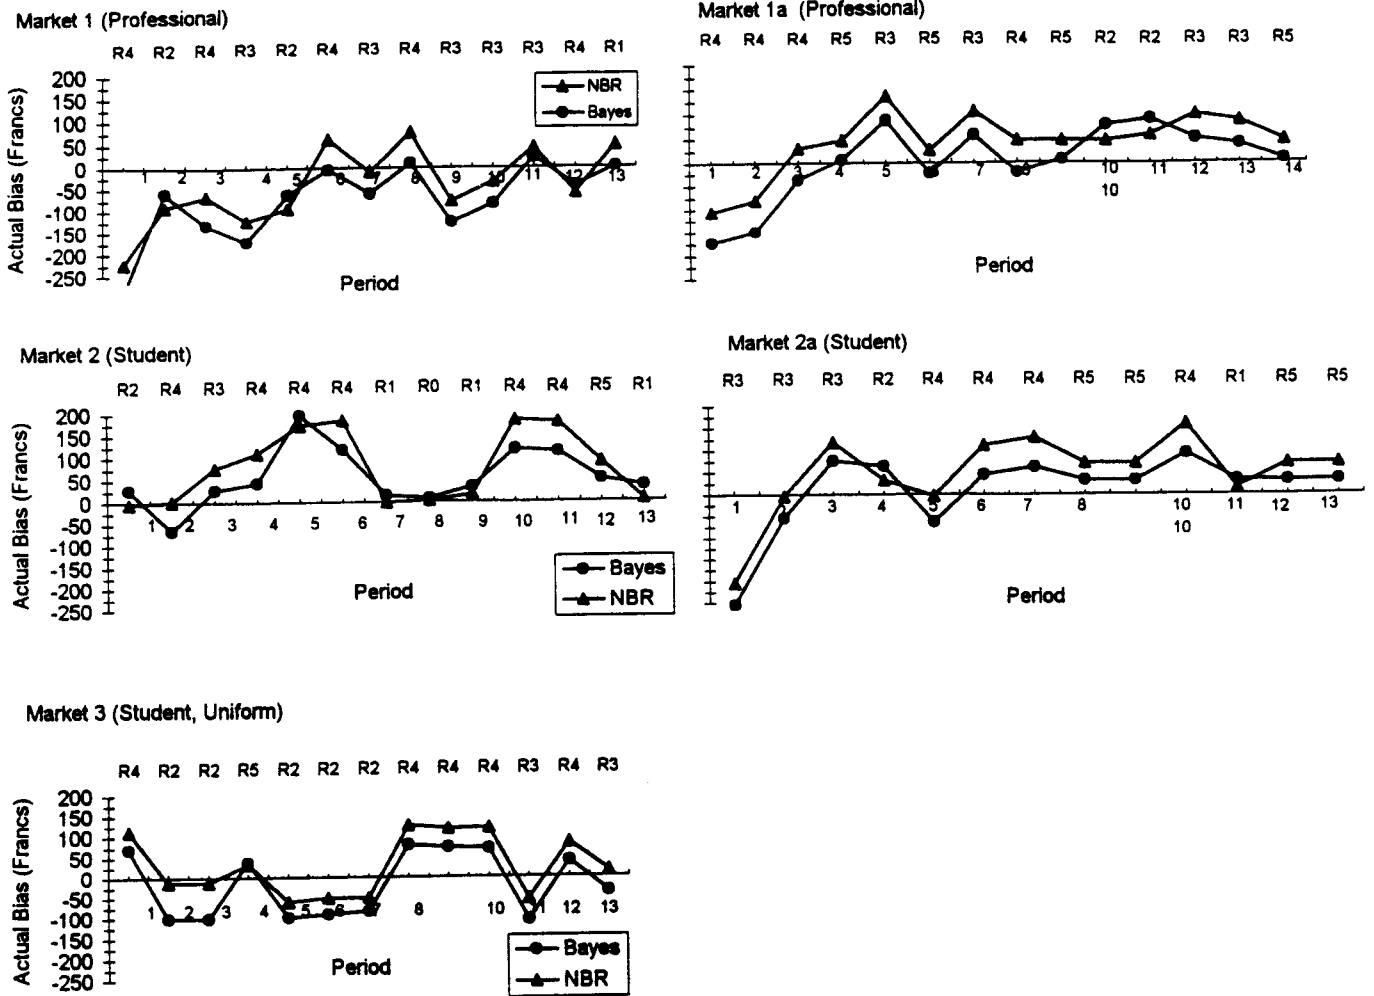 Market 1 (Professional)
R4 R2 R4 R3 R2 R4 R3 R4 R3 R3 R3 R4 R1
200
150
100
50
0
-50
-100
-150
-200
-250
Actual Bias (Francs)
NBR
Bayes
1 2 3 4 5 6 7 8 9 10 11 12 13
Period
Market 1a (Professional)
R4 R4 R4 R5 R3 R5 R3 R4 R5 R2 R2 R3 R3 R5
1 2 3 4 5 6 7 8 9 10 11 12 13 14
10
Period
Market 2 (Student)
R2 R4 R3 R4 R4 R4 R1 R0 R1 R4 R4 R5 R1
200
150
100
50
0
-50
-100
-150
-200
-250
Actual Bias (Francs)
1 2 3 4 5 6 7 8 9 10 11 12 13
Period
Bayes
NBR
Market 2a (Student)
R3 R3 R3 R2 R4 R4 R4 R5 R5 R4 R1 R5 R5
1 3 4 5 6 7 8 9 10 11 12 13
10
Period
Market 3 (Student, Uniform)
R4 R2 R2 R5 R2 R2 R2 R4 R4 R4 R3 R4 R3
200
150
100
50
0
-50
-100
-150
-200
-250
Actual Bias (Francs)
1 2 3 4 5 6 7 8 10 12 13
Period
Bayes
NBR